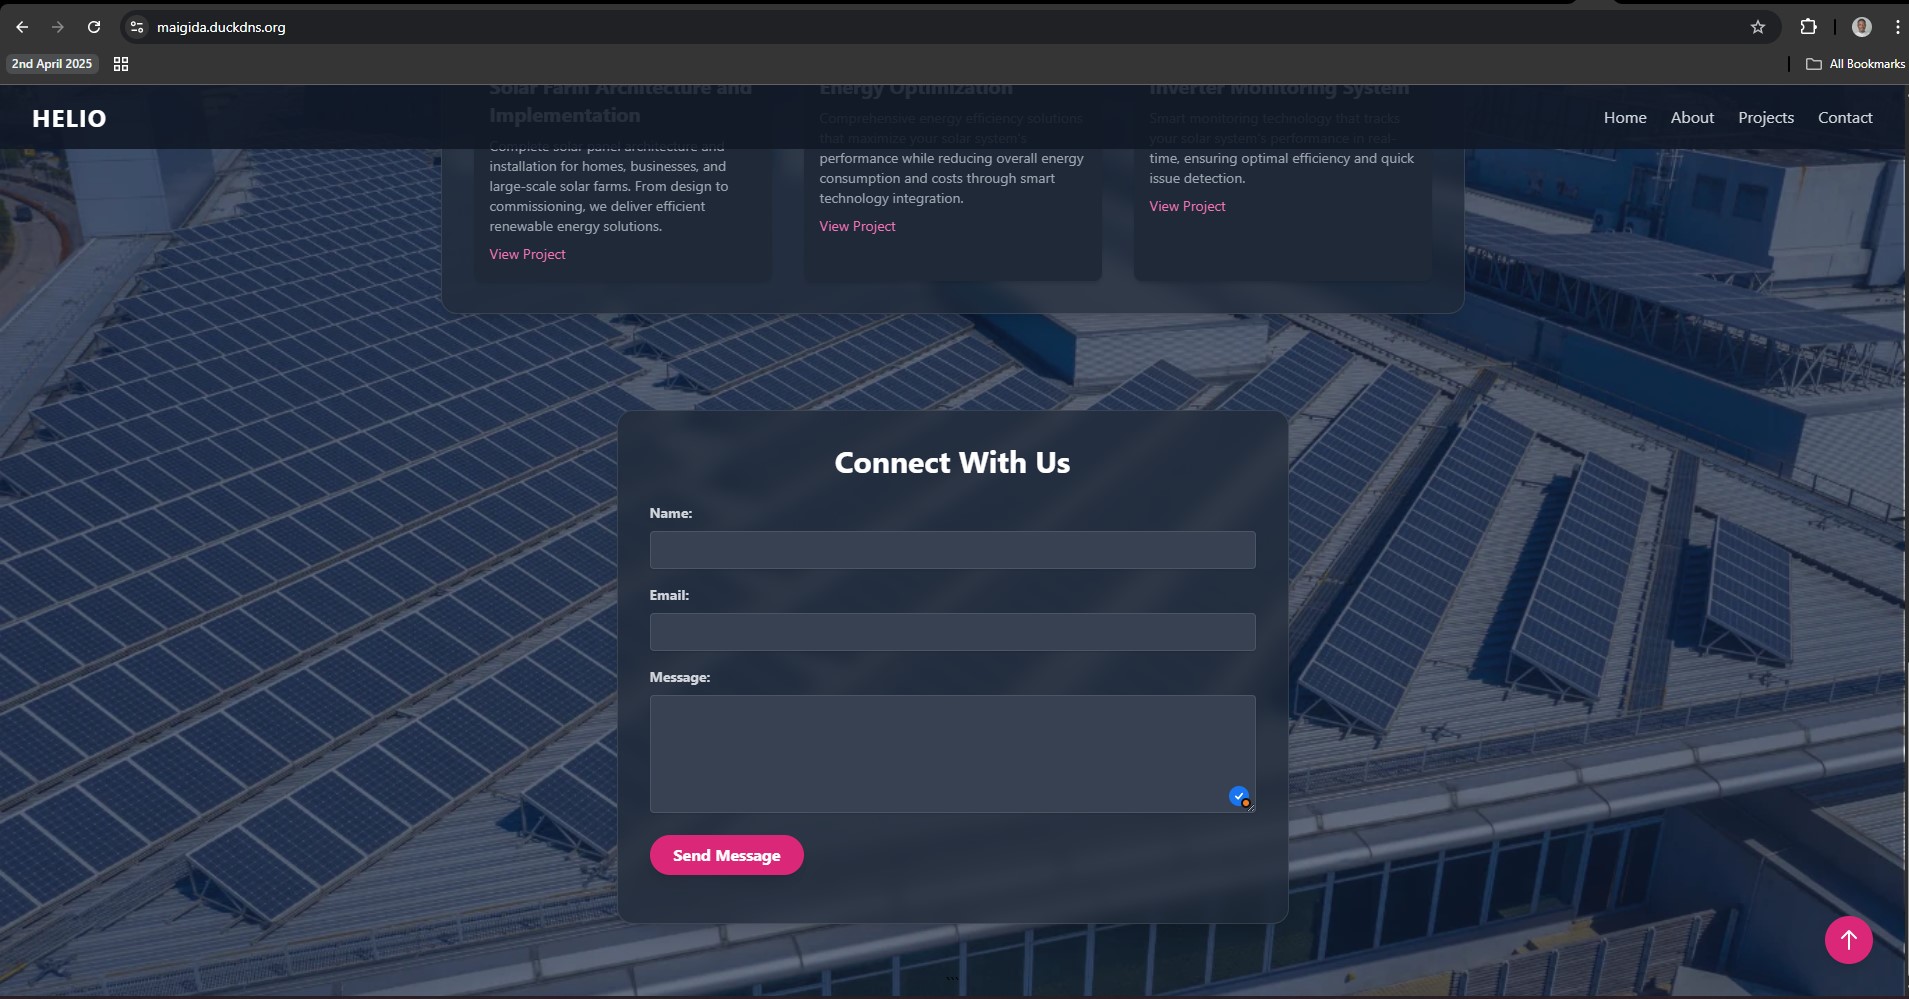 maigida.duckdns.org
2nd April 2025
All Bookmarks
HELIO
Home
About
Projects
Contact
Solar Farm Architecture and
Implementation
Complete solar panel architecture and
installation for homes, businesses, and
large-scale solar farms. From design to
commissioning, we deliver efficient
renewable energy solutions.
View Project
Energy Optimization
Comprehensive energy efficiency solutions
that maximize your solar system's
performance while reducing overall energy
consumption and costs through smart
technology integration.
View Project
Inverter Monitoring System
Smart monitoring technology that tracks
your solar system's performance in real-
time, ensuring optimal efficiency and quick
issue detection.
View Project
Connect With Us
Name:
Email:
Message:
Send Message